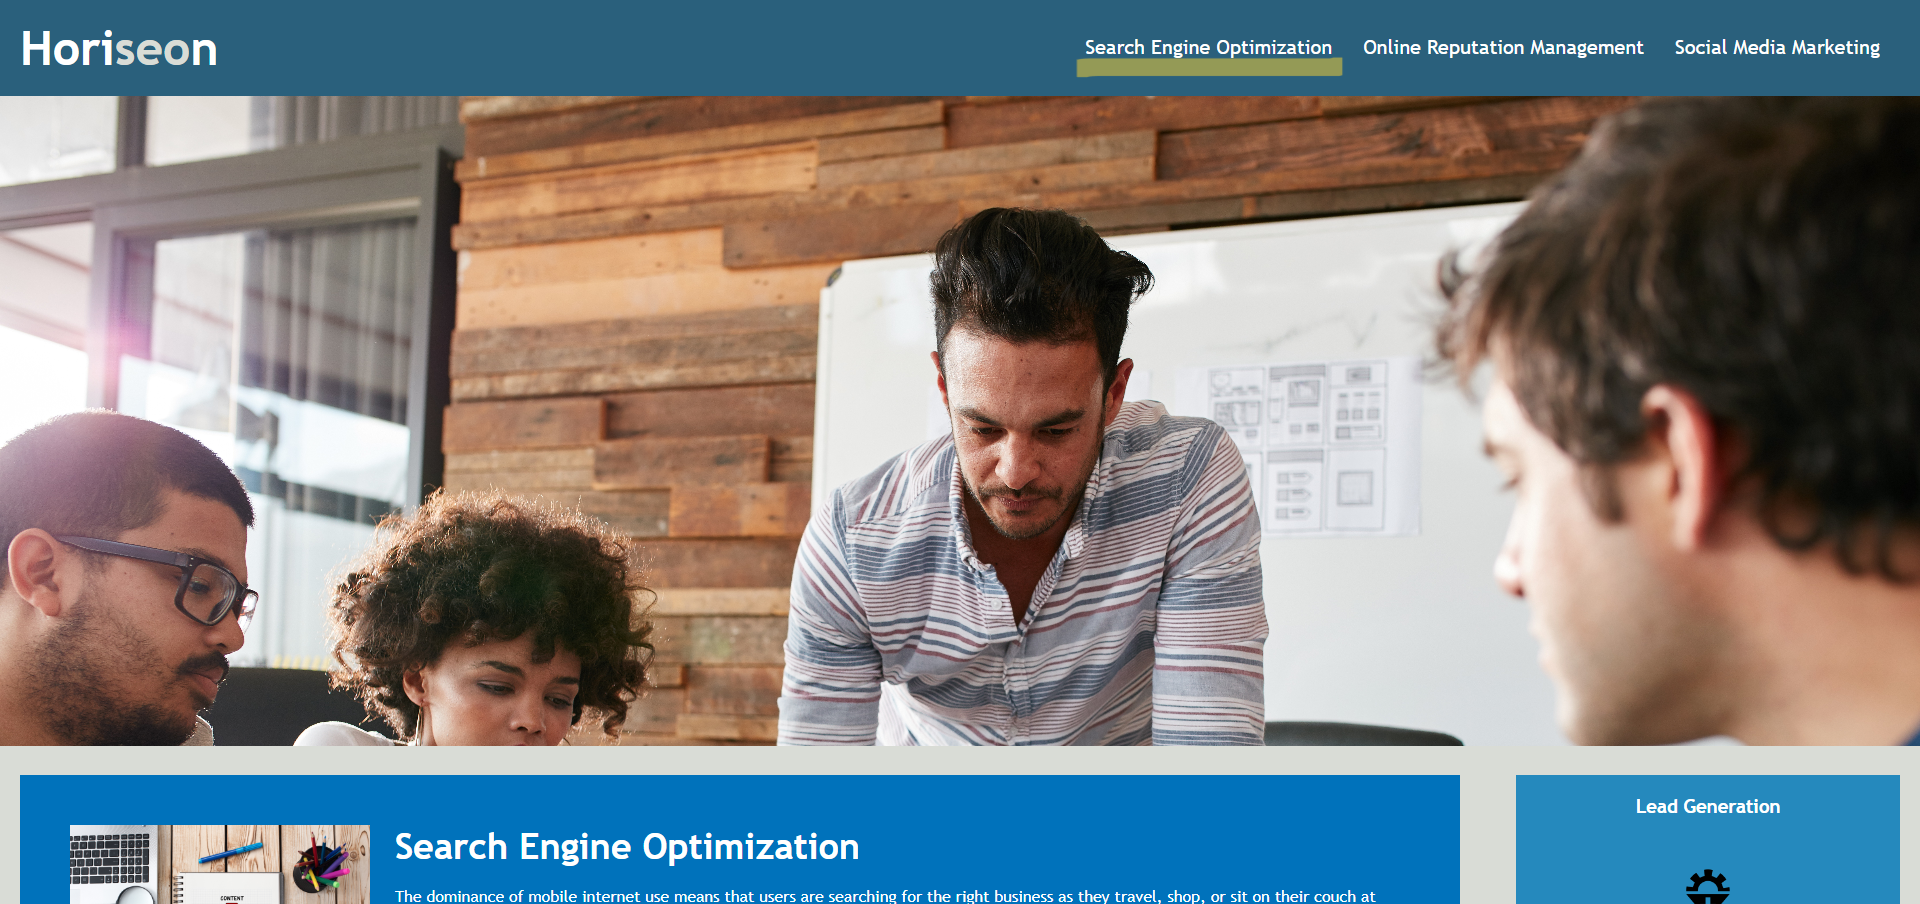 Horiseon
Search Engine Optimization Online Reputation Management Social Media Marketing
Search Engine Optimization
The dominance of mobile internet use means that users are searching for the right business as they travel, shop, or sit on their couch at
Lead Generation
CONTENT